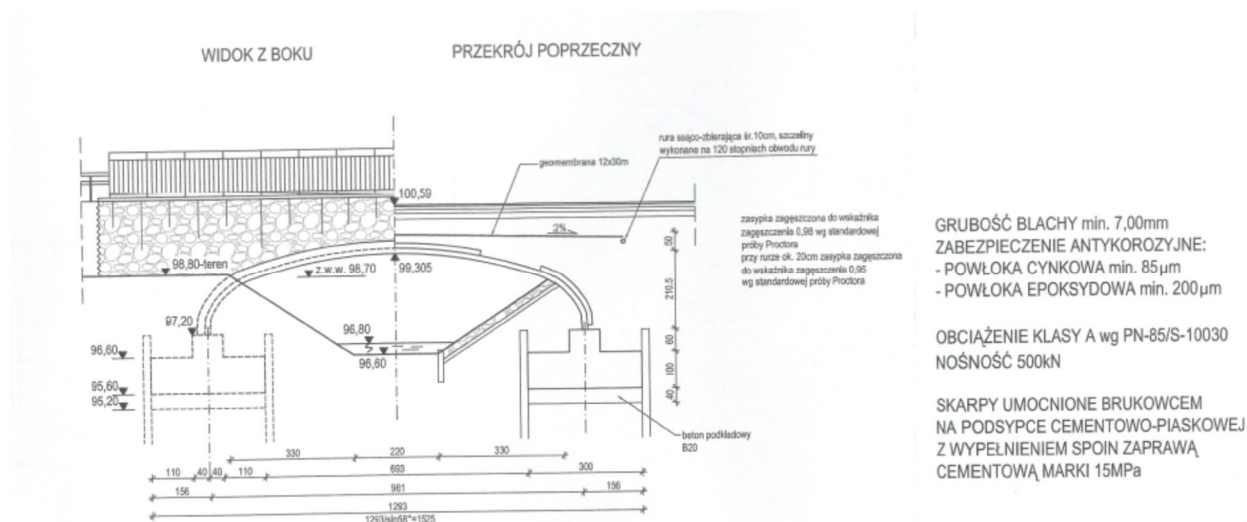 WIDOK Z BOKU
PRZEKRÓJ POPRZECZNY
rura ssąco-zbierająca śr.10cm, szczeliny
wykonane na 120 stopniach obwodu rury
geomembrana 12x30m
100,59
2%
zasypka zagęszczona do wskaźnika
zagęszczenia 0,98 wg standardowej
próby Proctora
przy rurze ok. 20cm zasypka zagęszczona
do wskaźnika zagęszczenia 0,95
wg standardowej próby Proctora
98,80-teren
z.w.w. 98,70
99,305
97,20
96,80
96,60
96,60
95,60
95,20
50
210,5
60
100
40
beton podkładowy
B20
330
220
330
110
40
40
110
693
300
156
981
156
1293
1293/sin58°=1525
GRUBOŚĆ BLACHY min. 7,00mm
ZABEZPIECZENIE ANTYKOROZYJNE:
- POWŁOKA CYNKOWA min. 85µm
- POWŁOKA EPOKSYDOWA min. 200µm
OBCIĄŻENIE KLASY A wg PN-85/S-10030
NOŚNOŚĆ 500kN
SKARPY UMOCNIONE BRUKOWCEM
NA PODSYPCE CEMENTOWO-PIASKOWEJ
Z WYPEŁNIENIEM SPOIN ZAPRAWĄ
CEMENTOWĄ MARKI 15MPa